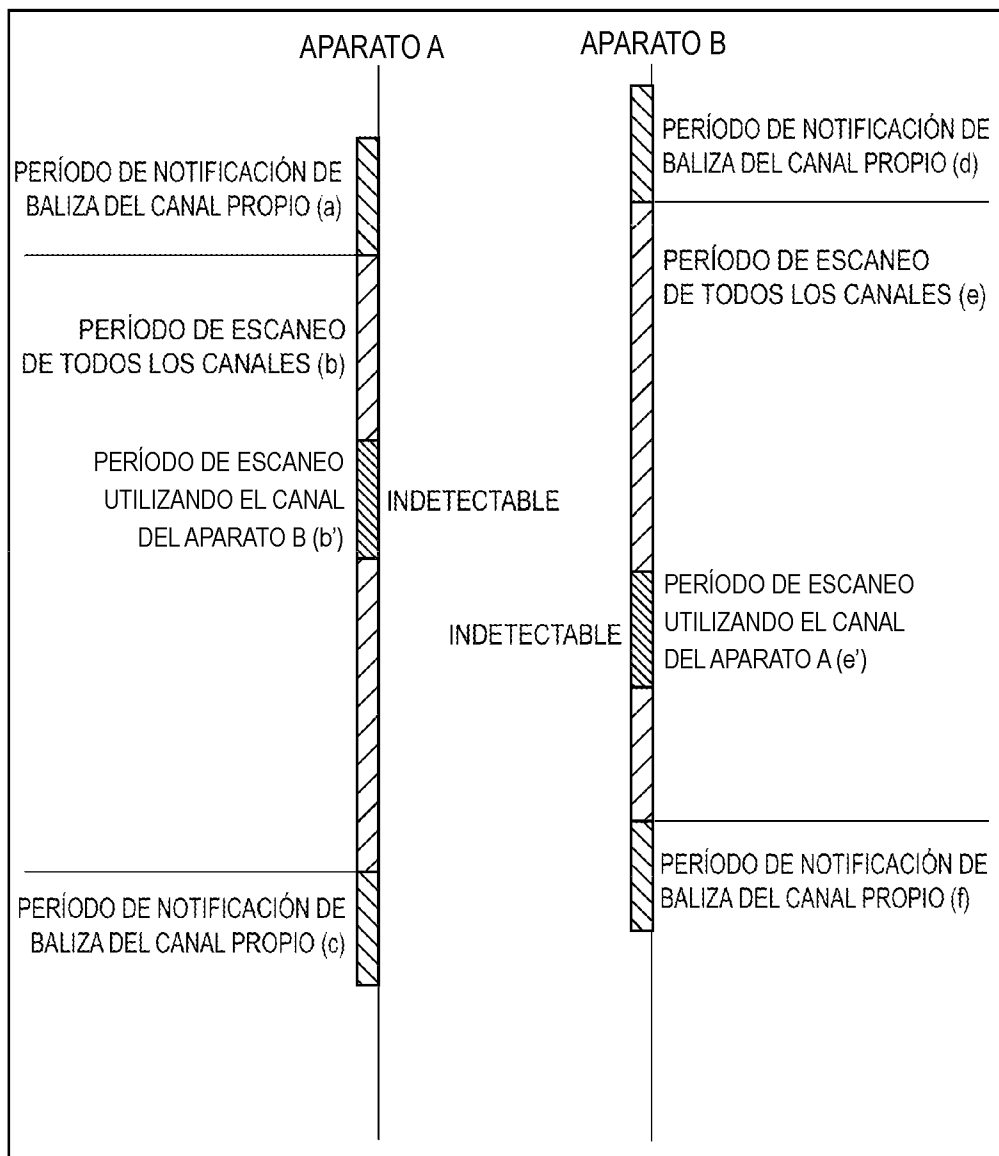 APARATO A
APARATO B
PERÍODO DE NOTIFICACIÓN DE
BALIZA DEL CANAL PROPIO (a)
PERÍODO DE NOTIFICACIÓN DE
BALIZA DEL CANAL PROPIO (d)
PERÍODO DE ESCANEO
DE TODOS LOS CANALES (b)
PERÍODO DE ESCANEO
DE TODOS LOS CANALES (e)
PERÍODO DE ESCANEO
UTILIZANDO EL CANAL
DEL APARATO B (b')
INDETECTABLE
INDETECTABLE
PERÍODO DE ESCANEO
UTILIZANDO EL CANAL
DEL APARATO A (e')
PERÍODO DE NOTIFICACIÓN DE
BALIZA DEL CANAL PROPIO (c)
PERÍODO DE NOTIFICACIÓN DE
BALIZA DEL CANAL PROPIO (f)